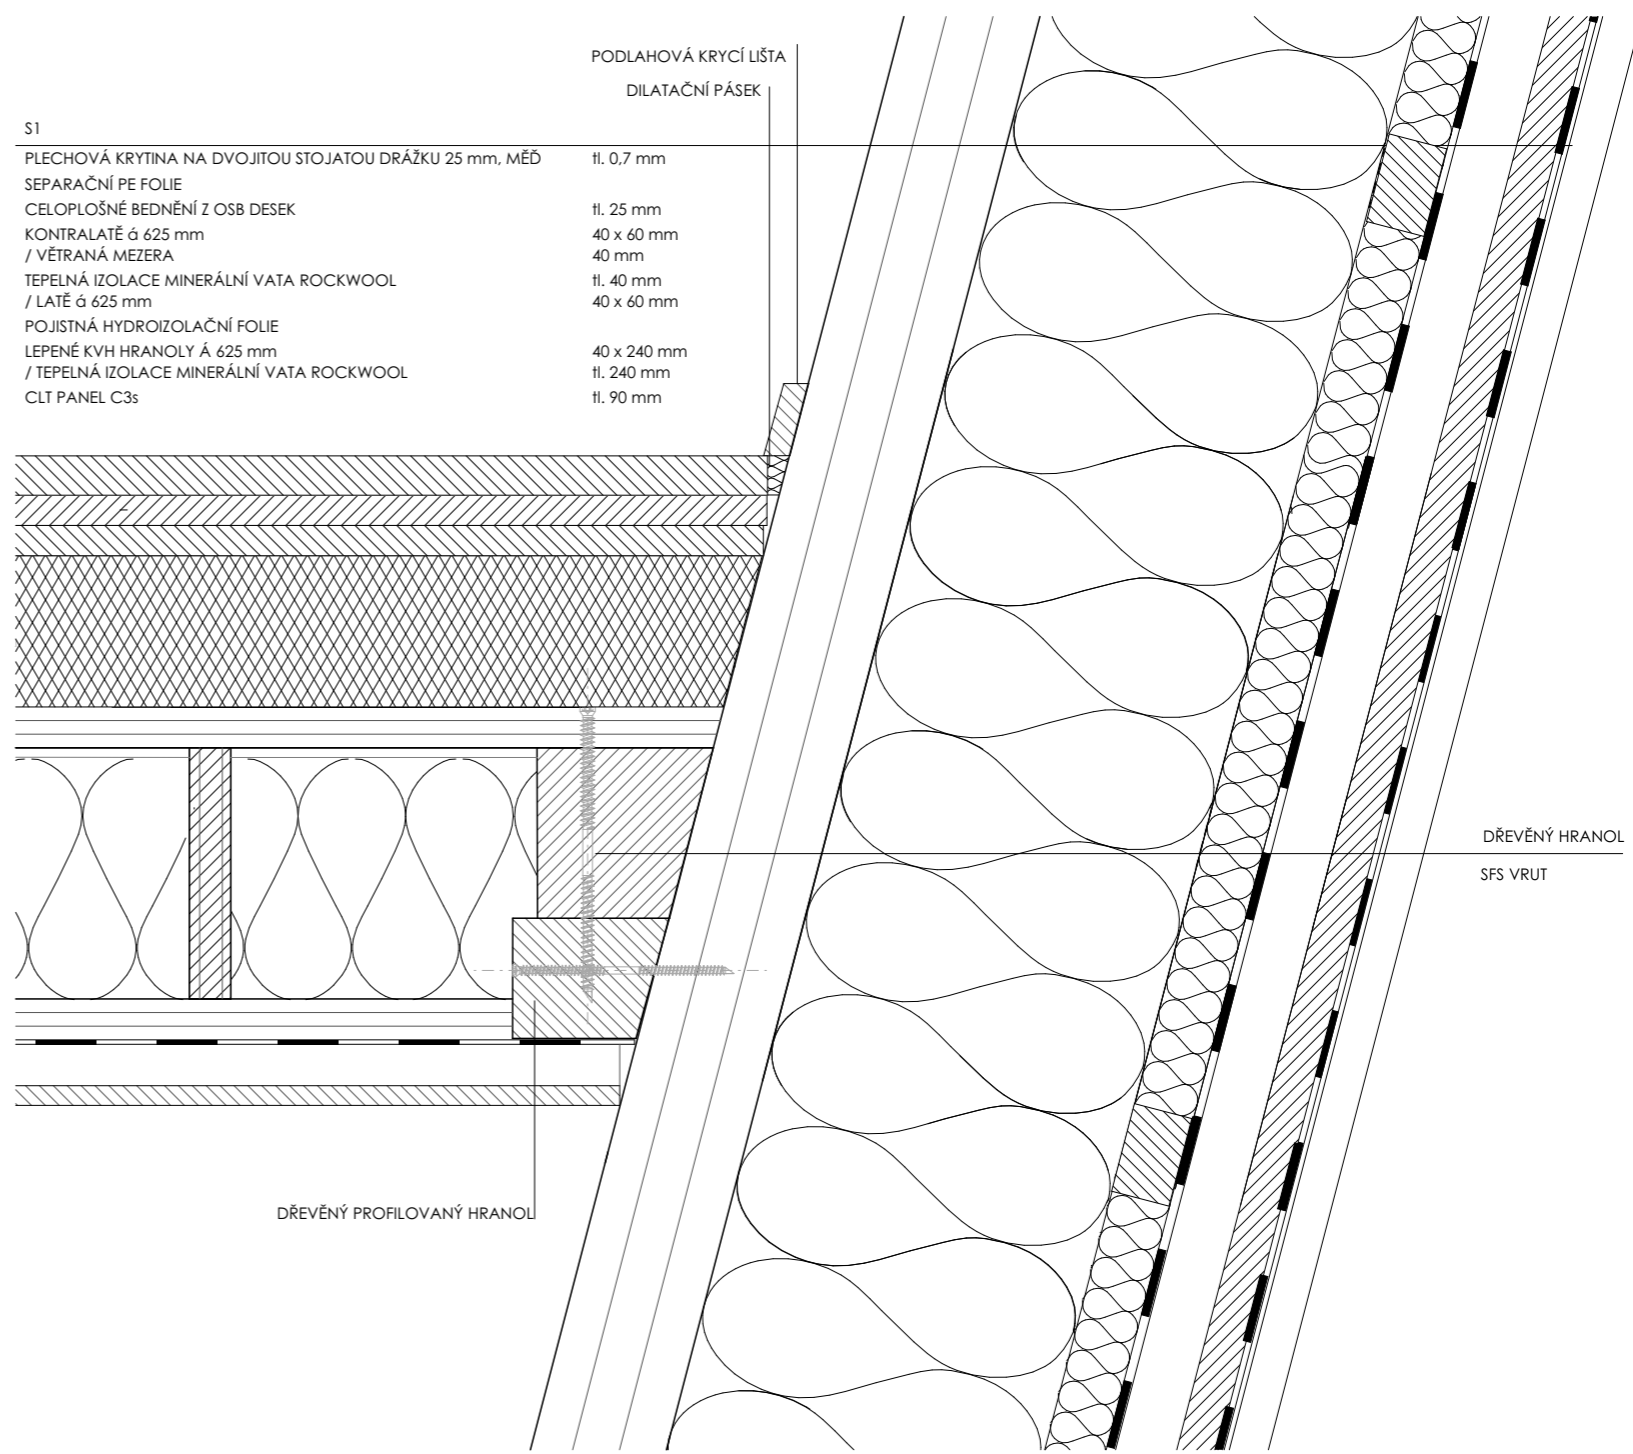 PODLAHOVÁ KRYCÍ LIŠTA
DILATAČNÍ PÁSEK
S1
PLECHOVÁ KRYTINA NA DVOJITOU STOJATOU DRÁŽKU 25 mm, MĚĎ tl. 0,7 mm
SEPARAČNÍ PE FOLIE
CELOPLOŠNÉ BEDNĚNÍ Z OSB DESEK tl. 25 mm
KONTRALATĚ á 625 mm 40 x 60 mm
/ VĚTRANÁ MEZERA 40 mm
TEPELNÁ IZOLACE MINERÁLNÍ VATA ROCKWOOL tl. 40 mm
/ LATĚ á 625 mm 40 x 60 mm
POJISTNÁ HYDROIZOLAČNÍ FOLIE
LEPENÉ KVH HRANOLY Á 625 mm 40 x 240 mm
/ TEPELNÁ IZOLACE MINERÁLNÍ VATA ROCKWOOL tl. 240 mm
CLT PANEL C3s tl. 90 mm
DŘEVĚNÝ HRANOL
SFS VRUT
DŘEVĚNÝ PROFILOVANÝ HRANOL